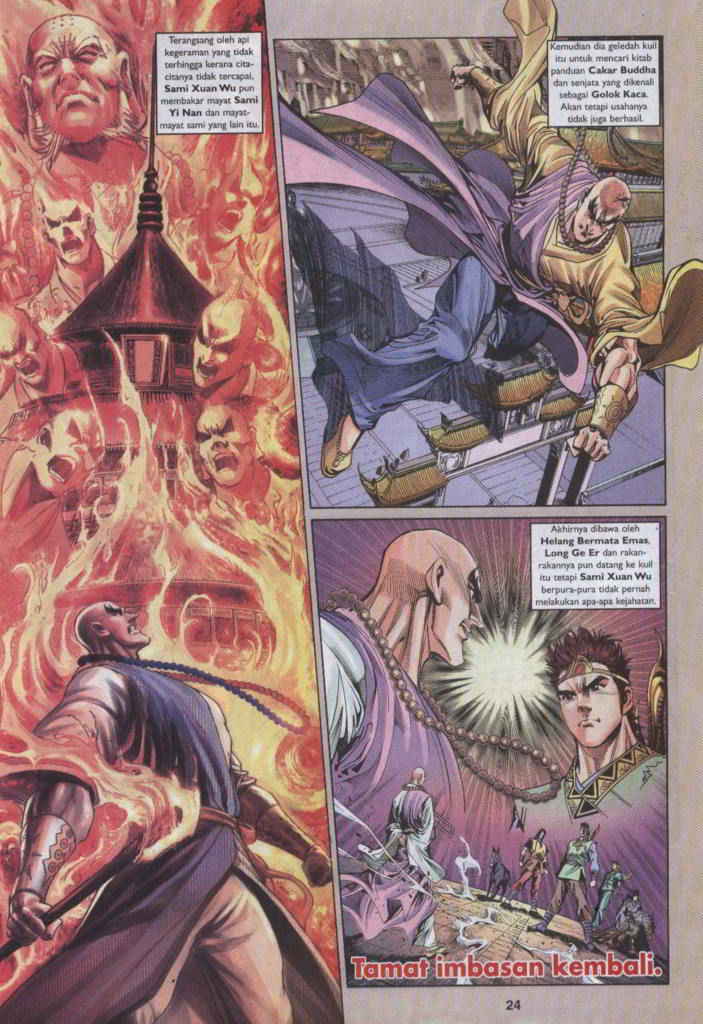 Terangsang oleh api
kegeraman yang tidak
terhingga kerana cita-
citanya tidak tercapai,
Sami Xuan Wu pun
membakar mayat Sami
Yi Nan dan mayat-
mayat sami yang lain itu.
Kemudian dia geledah kuil
itu untuk mencari kitab
panduan Cakar Buddha
dan senjata yang dikenali
sebagai Golok Kaca.
Akan tetapi usahanya
tidak juga berhasil.
Akhirnya dibawa oleh
Helang Bermata Emas,
Long Ge Er dan rakan-
rakannya pun datang ke kuil
itu tetapi Sami Xuan Wu
berpura-pura tidak pernah
melakukan apa-apa kejahatan.
Tamat imbasan kembali.
24